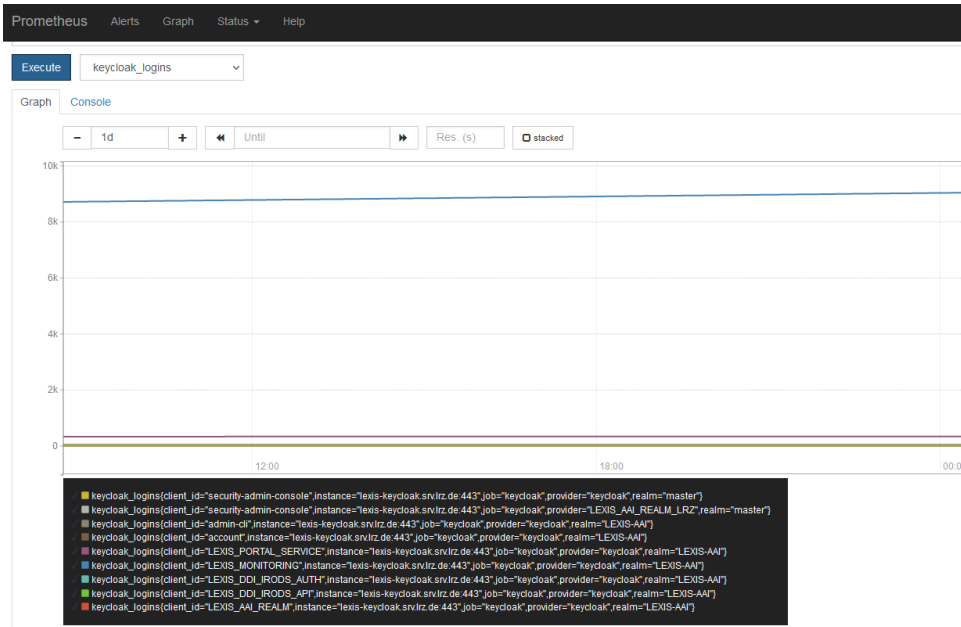 Prometheus Alerts Graph Status Help
Execute keycloak_logins
Graph Console
1d Until Res. (s) stacked
10k
8k
6k
4k
2k
0
12:00 18:00 00:0
keycloak_logins{client_id="security-admin-console",instance="lexis-keycloak.srv.lrz.de:443",job="keycloak",provider="keycloak",realm="master"}
keycloak_logins{client_id="security-admin-console",instance="lexis-keycloak.srv.lrz.de:443",job="keycloak",provider="LEXIS_AAI_REALM_LRZ",realm="master"}
keycloak_logins{client_id="admin-cli",instance="lexis-keycloak.srv.lrz.de:443",job="keycloak",provider="keycloak",realm="LEXIS-AAI"}
keycloak_logins{client_id="account",instance="lexis-keycloak.srv.lrz.de:443",job="keycloak",provider="keycloak",realm="LEXIS-AAI"}
keycloak_logins{client_id="LEXIS_PORTAL_SERVICE",instance="lexis-keycloak.srv.lrz.de:443",job="keycloak",provider="keycloak",realm="LEXIS-AAI"}
keycloak_logins{client_id="LEXIS_MONITORING",instance="lexis-keycloak.srv.lrz.de:443",job="keycloak",provider="keycloak",realm="LEXIS-AAI"}
keycloak_logins{client_id="LEXIS_DDI_IRODS_AUTH",instance="lexis-keycloak.srv.lrz.de:443",job="keycloak",provider="keycloak",realm="LEXIS-AAI"}
keycloak_logins{client_id="LEXIS_DDI_IRODS_API",instance="lexis-keycloak.srv.lrz.de:443",job="keycloak",provider="keycloak",realm="LEXIS-AAI"}
keycloak_logins{client_id="LEXIS_AAI_REALM",instance="lexis-keycloak.srv.lrz.de:443",job="keycloak",provider="keycloak",realm="LEXIS-AAI"}